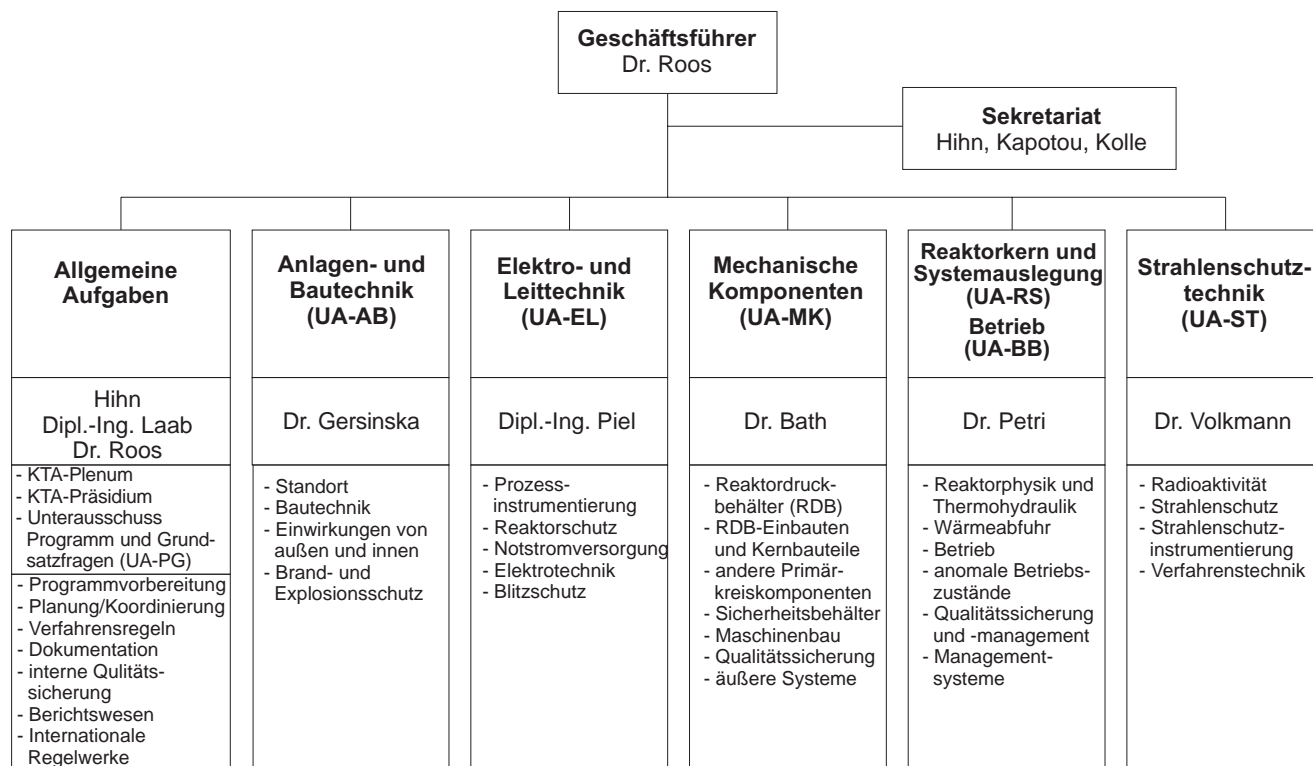 Geschäftsführer
Dr. Roos
Sekretariat
Hihn, Kapotou, Kolle
Allgemeine
Aufgaben
Hihn
Dipl.-Ing. Laab
Dr. Roos
- KTA-Plenum
- KTA-Präsidium
- Unterausschuss
Programm und Grund-
satzfragen (UA-PG)
- Programmvorbereitung
- Planung/Koordinierung
- Verfahrensregeln
- Dokumentation
- interne Qulitäts-
sicherung
- Berichtswesen
- Internationale
Regelwerke
Anlagen- und
Bautechnik
(UA-AB)
Dr. Gersinska
- Standort
- Bautechnik
- Einwirkungen von
außen und innen
- Brand- und
Explosionsschutz
Elektro- und
Leittechnik
(UA-EL)
Dipl.-Ing. Piel
- Prozess-
instrumentierung
- Reaktorschutz
- Notstromversorgung
- Elektrotechnik
- Blitzschutz
Mechanische
Komponenten
(UA-MK)
Dr. Bath
- Reaktordruck-
behälter (RDB)
- RDB-Einbauten
und Kernbauteile
- andere Primär-
kreiskomponenten
- Sicherheitsbehälter
- Maschinenbau
- Qualitätssicherung
- äußere Systeme
Reaktorkern und
Systemauslegung
(UA-RS)
Betrieb
(UA-BB)
Dr. Petri
- Reaktorphysik und
Thermohydraulik
- Wärmeabfuhr
- Betrieb
- anomale Betriebs-
zustände
- Qualitätssicherung
und -management
- Management-
systeme
Strahlenschutz-
technik
(UA-ST)
Dr. Volkmann
- Radioaktivität
- Strahlenschutz
- Strahlenschutz-
instrumentierung
- Verfahrenstechnik